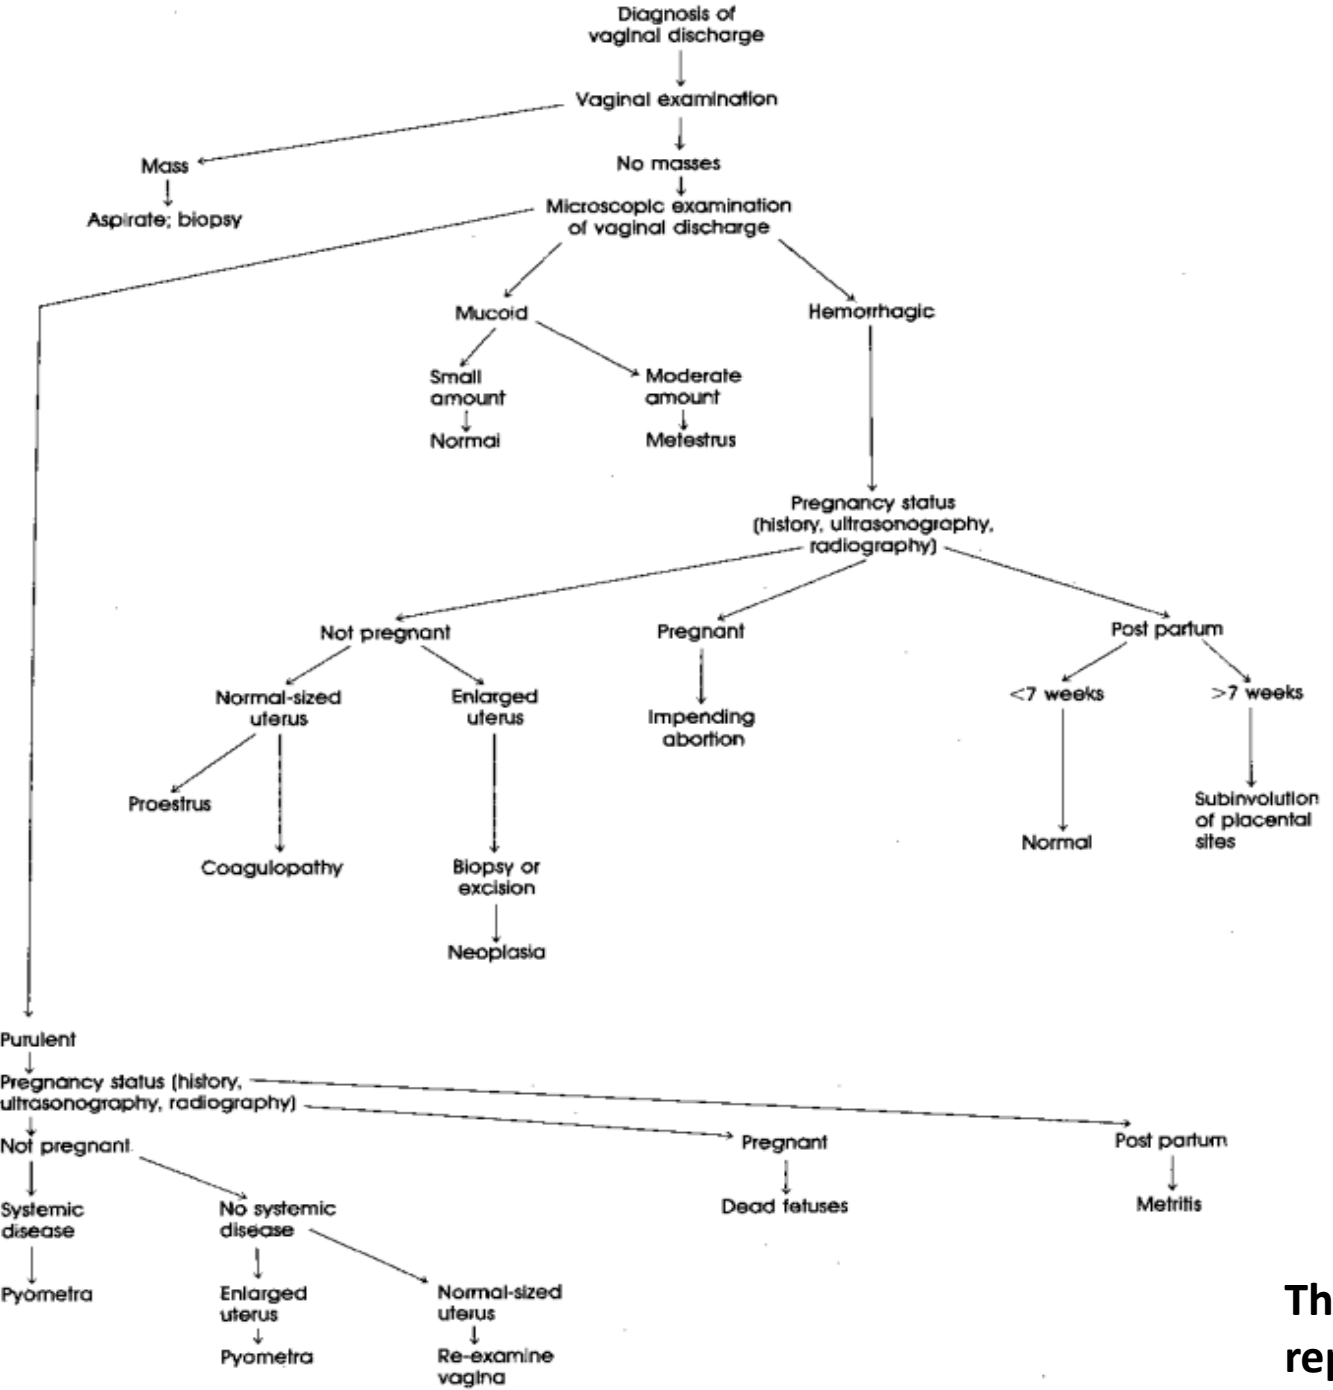 Diagnosis of
vaginal discharge
Vaginal examination
Mass
No masses
Aspirate; biopsy
Microscopic examination
of vaginal discharge
Mucoid
Hemorrhagic
Small
amount
Moderate
amount
Normal
Metestrus
Pregnancy status
(history, ultrasonography,
radiography)
Not pregnant
Pregnant
Post partum
Normal-sized
uterus
Enlarged
uterus
Impending
abortion
<7 weeks
>7 weeks
Proestrus
Coagulopathy
Biopsy or
excision
Neoplasia
Normal
Subinvolution
of placental
sites
Purulent
Pregnancy status (history,
ultrasonography, radiography)
Not pregnant
Pregnant
Post partum
Systemic
disease
No systemic
disease
Dead fetuses
Metritis
Pyometra
Enlarged
uterus
Normal-sized
uterus
Pyometra
Re-examine
vagina
Th
rep